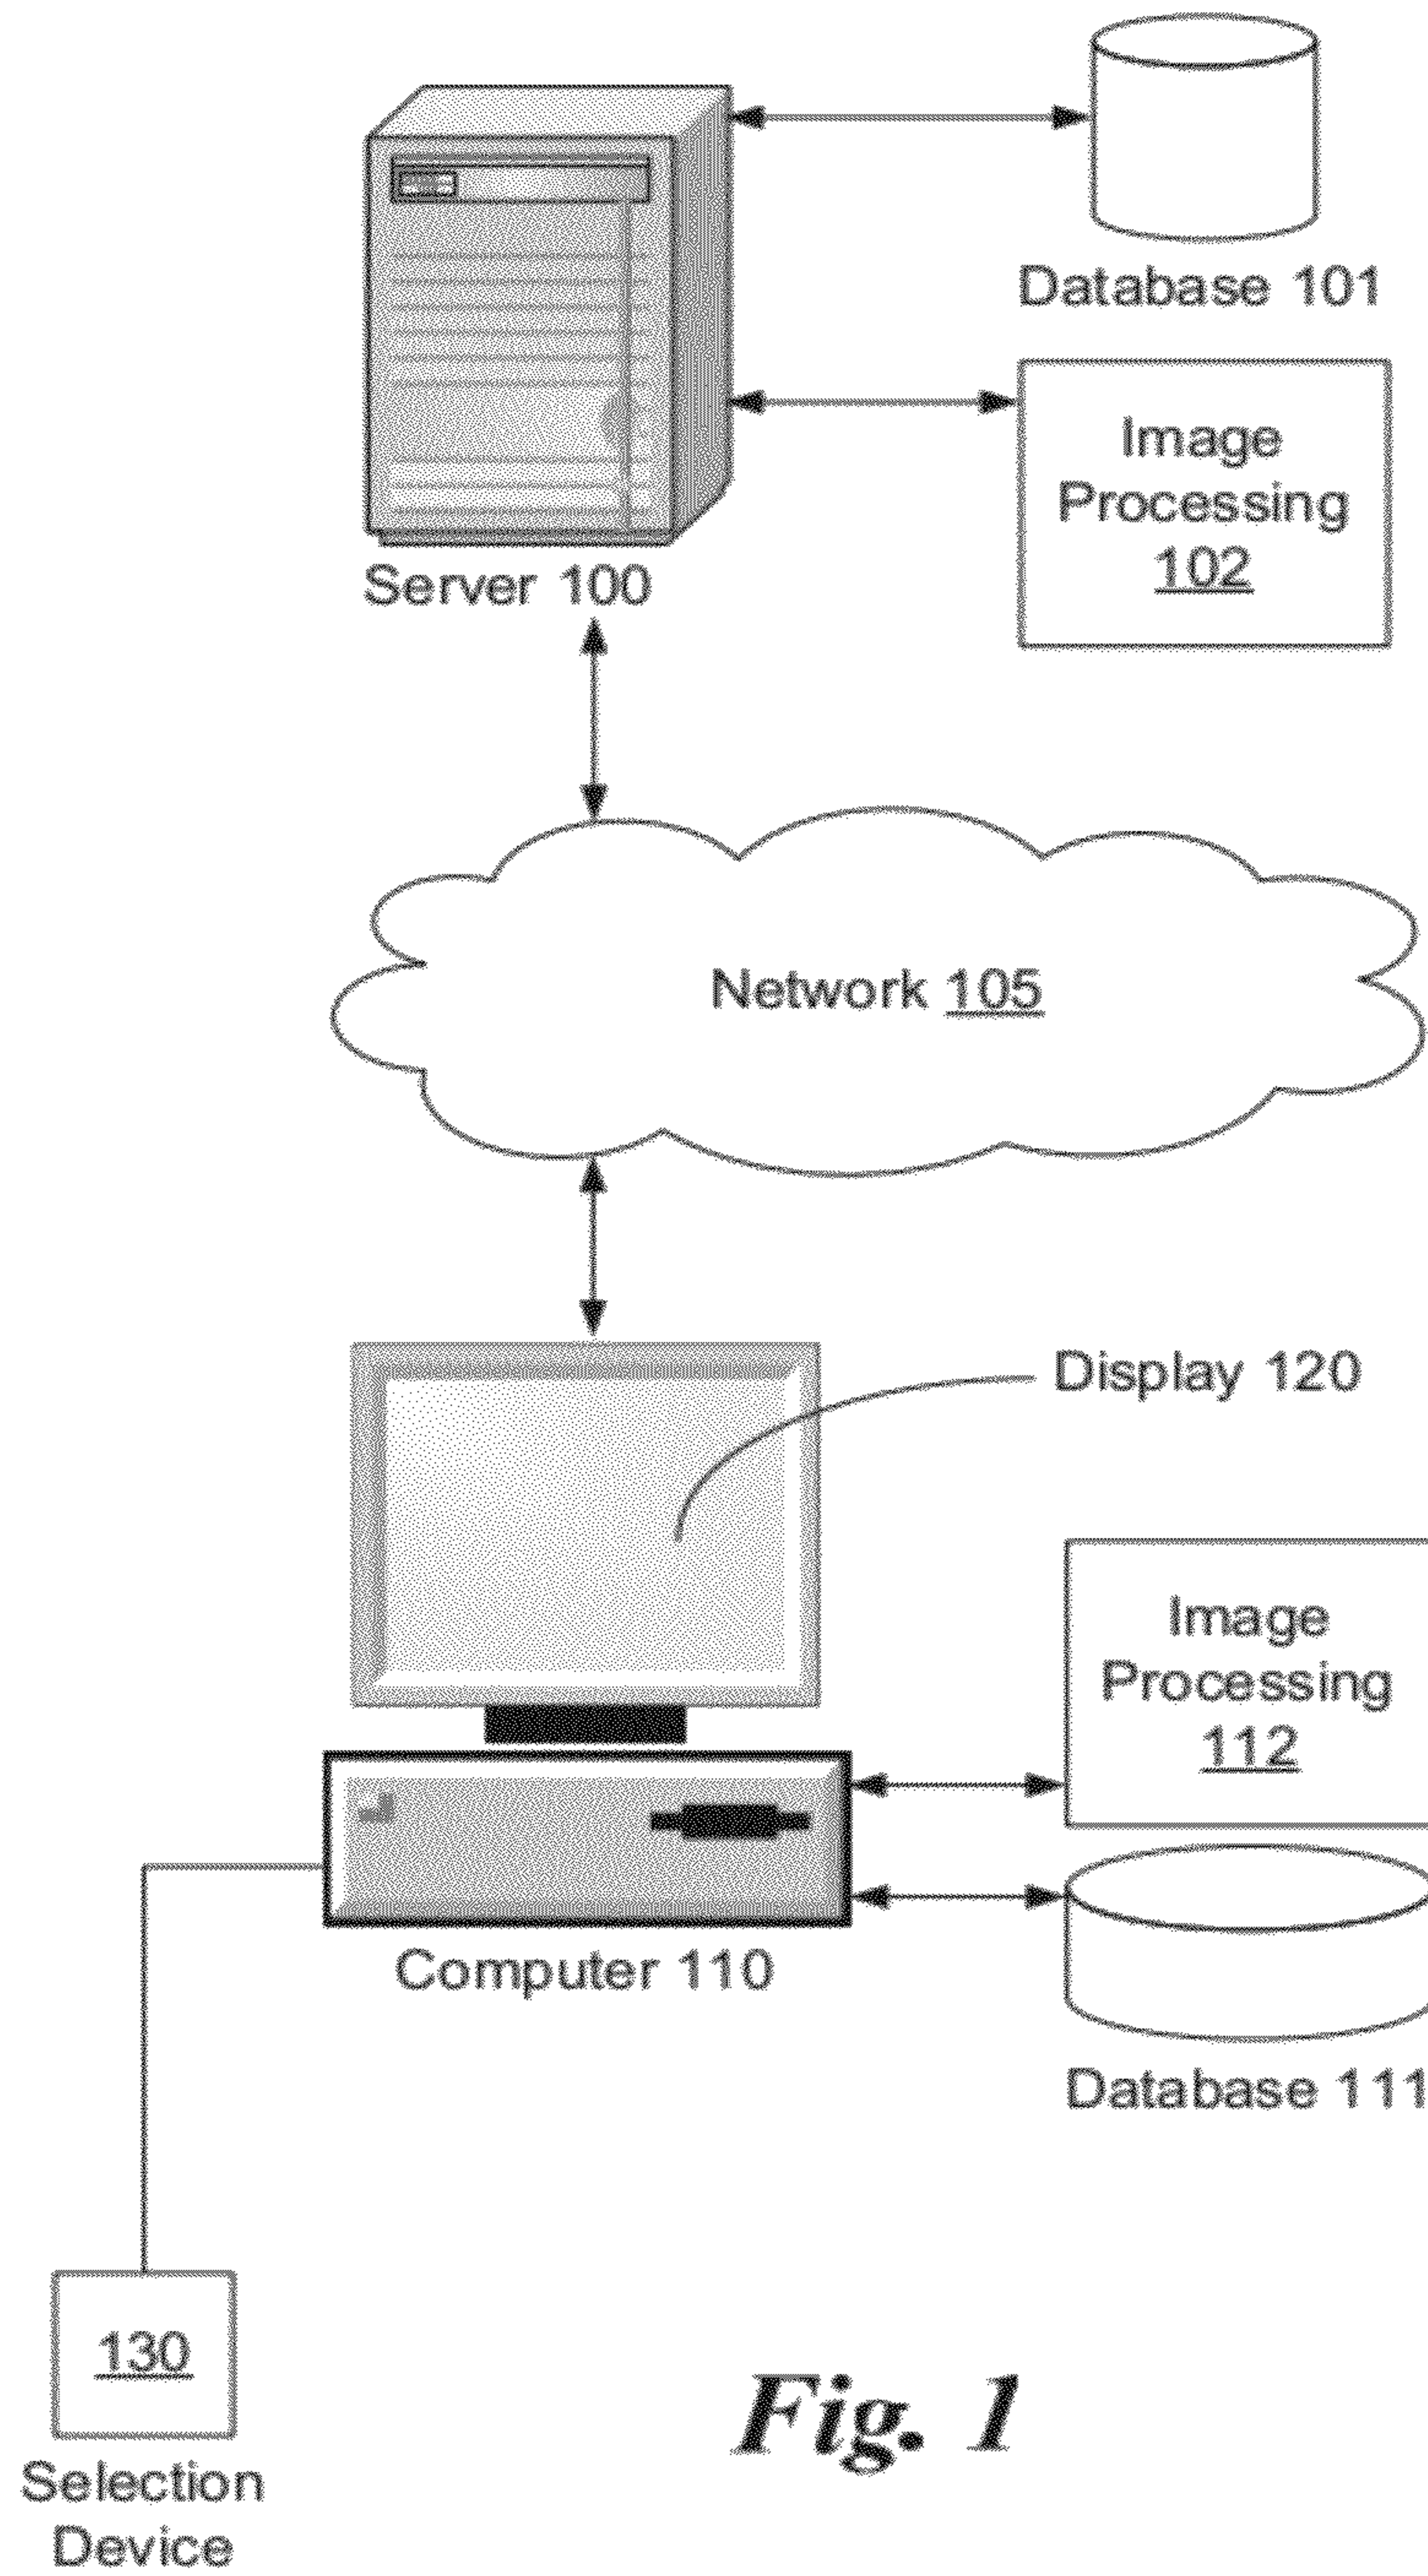 Database 101
Image
Processing
102
Server 100
Network 105
Display 120
Image
Processing
112
Computer 110
Database 111
130
Selection
Device
Fig. 1